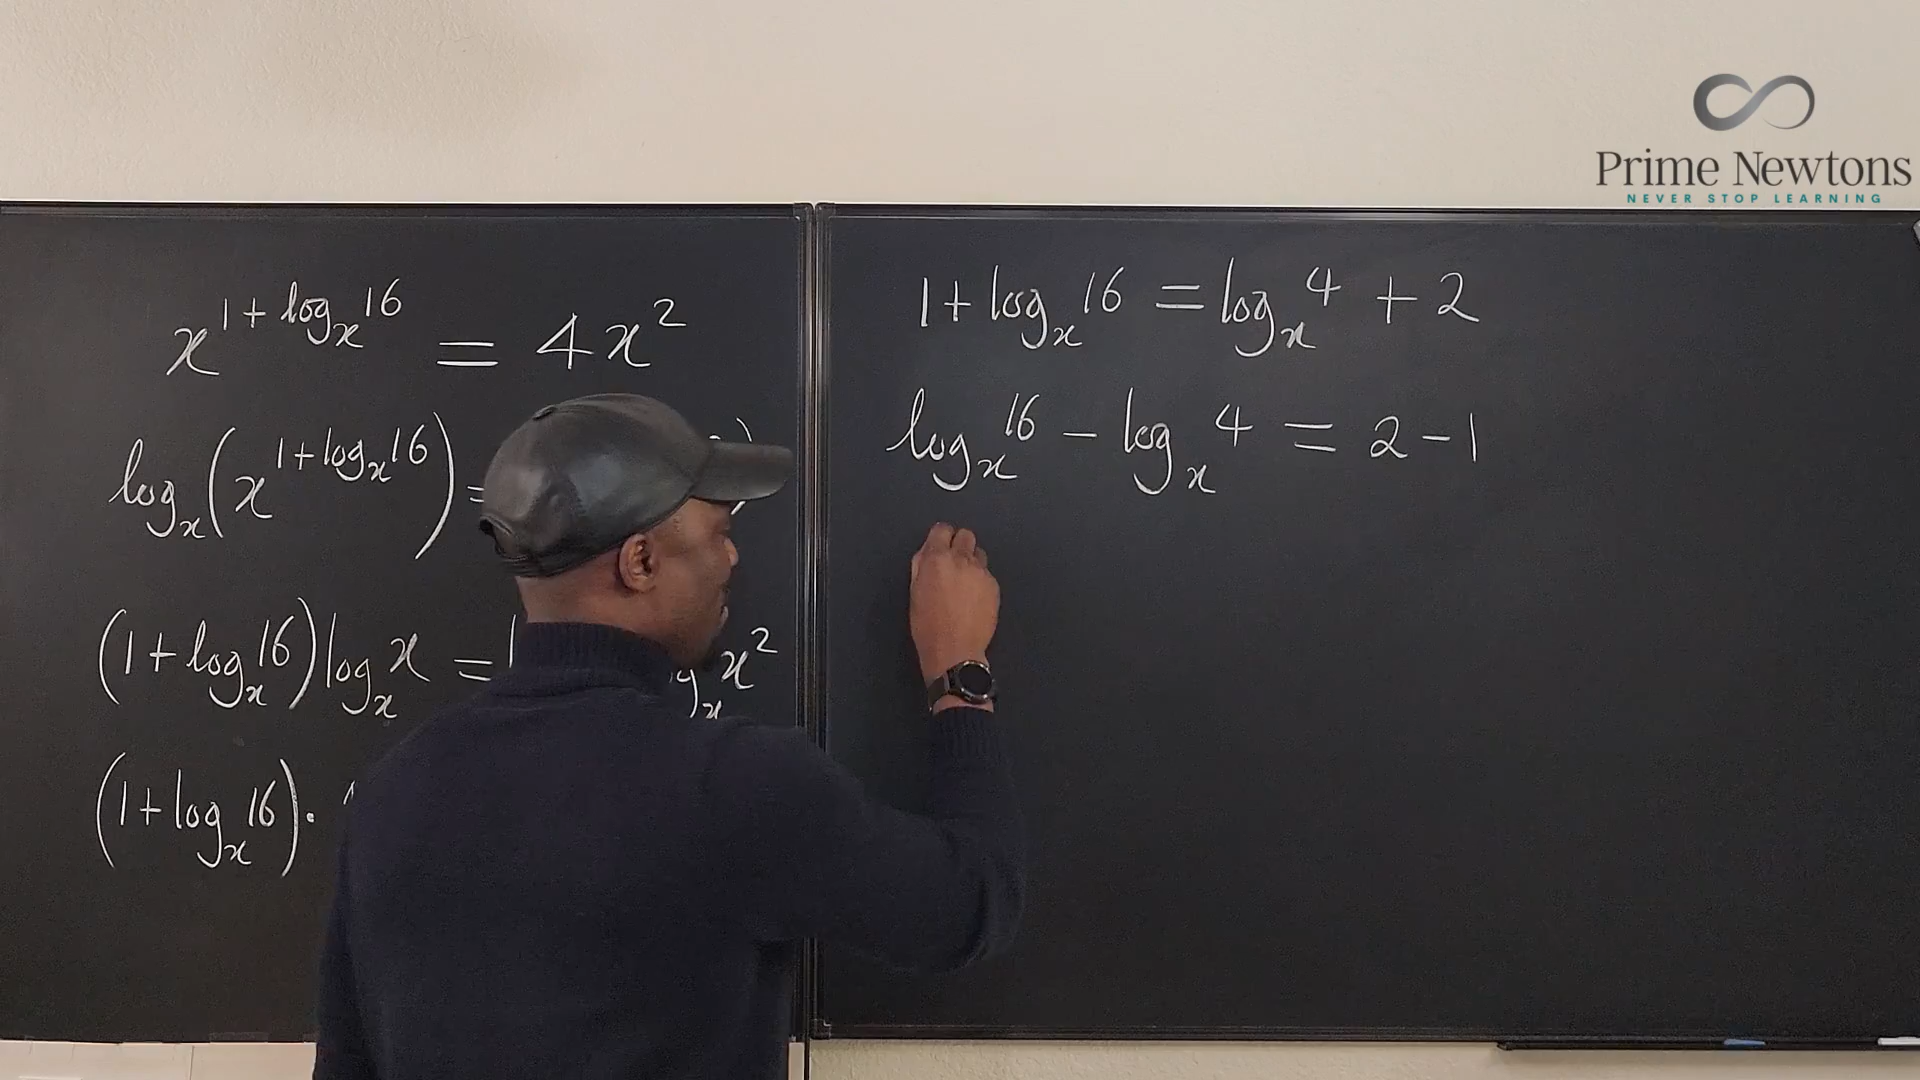 Prime Newtons
NEVER STOP LEARNING
x^{1+log_x 16} = 4x^2
log_x(x^{1+log_x 16}) = )
(1+log_x 16)log_x x = x^2
(1+log_x 16).
1+log_x 16 = log_x 4 + 2
log_x 16 - log_x 4 = 2-1